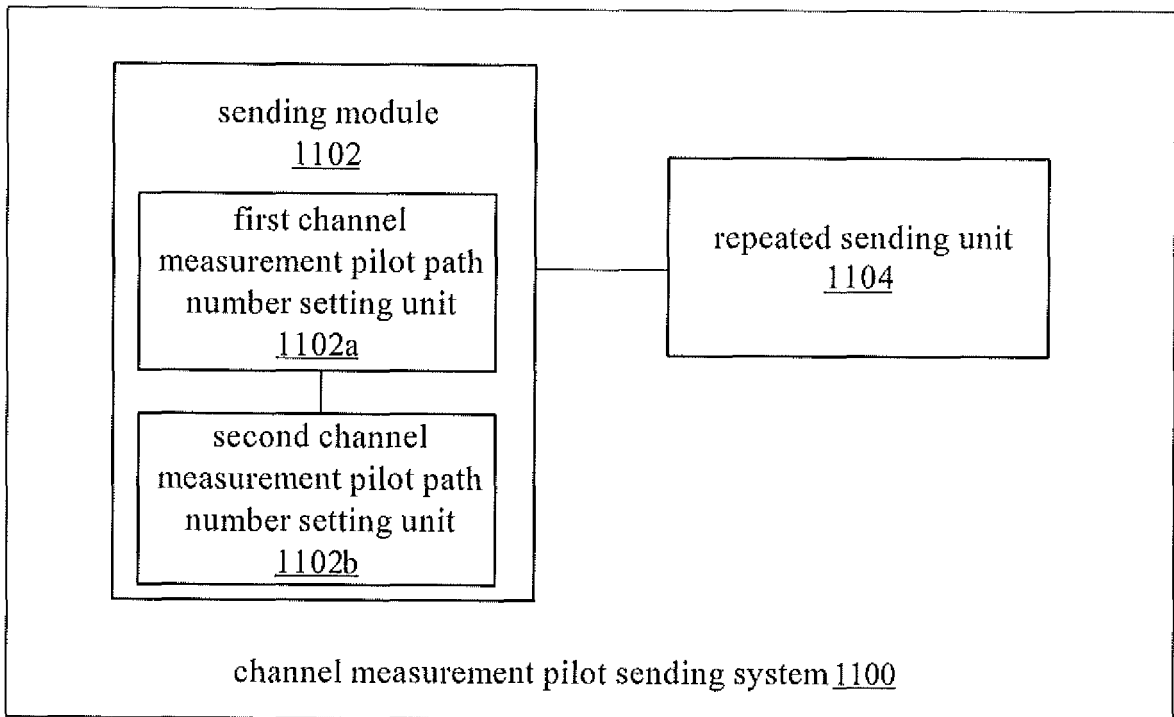 sending module
1102
first channel
measurement pilot path
number setting unit
1102a
second channel
measurement pilot path
number setting unit
1102b
repeated sending unit
1104
channel measurement pilot sending system 1100